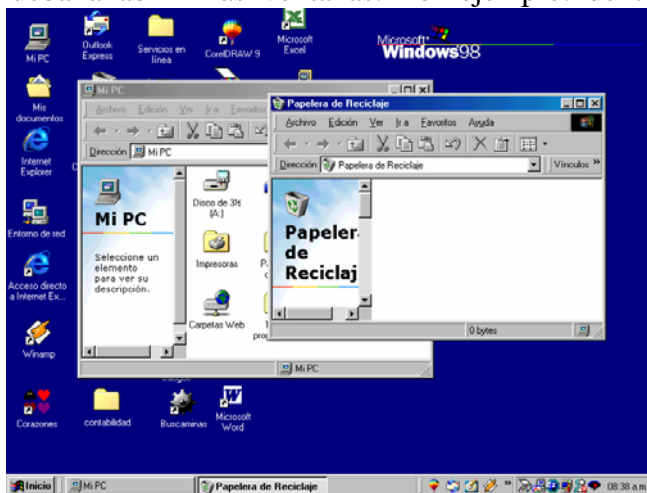 Mi PC
Outlook
Express
Servicios en
línea
CorelDRAW 9
Microsoft
Excel
Microsoft
Windows98
Mis
documentos
Internet
Explorer
Entorno de red
Acceso directo
a Internet Ex...
Winamp
Corazones
contabilidad
Buscaminas
Microsoft
Word
Mi PC
Archivo Edición Ver Ir a Favoritos
Dirección Mi PC
Mi PC
Seleccione un
elemento
para ver su
descripción.
Disco de 3½
(A:)
Impresoras
Carpetas Web
Mi PC
Papelera de Reciclaje
Archivo Edición Ver Ir a Favoritos Ayuda
Dirección Papelera de Reciclaje Vínculos »
Papeler
de
Reciclaj
0 bytes
Inicio Mi PC Papelera de Reciclaje » 08:38 a.m.